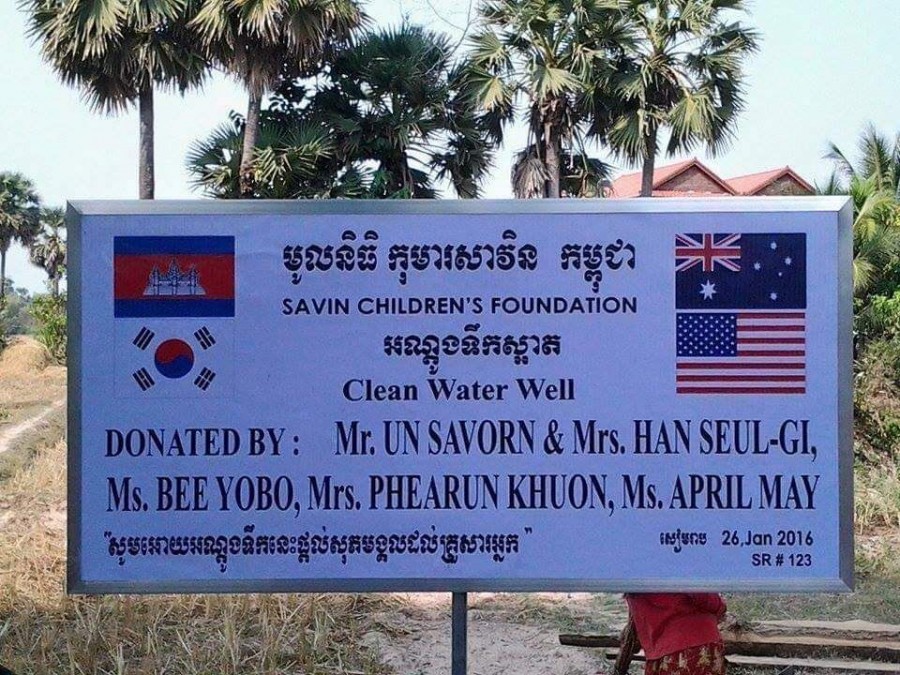 មូលនិធិ កុមារសាវិន កម្ពុជា
SAVIN CHILDREN'S FOUNDATION
អណ្ដូងទឹកស្អាត
Clean Water Well
DONATED BY : Mr. UN SAVORN & Mrs. HAN SEUL-GI,
Ms. BEE YOBO, Mrs. PHEARUN KHUON, Ms. APRIL MAY
"សូមអោយអណ្ដូងទឹកនេះផ្ដល់សុភមង្គលដល់គ្រួសារអ្នក"
សៀមរាប 26,Jan 2016
SR # 123